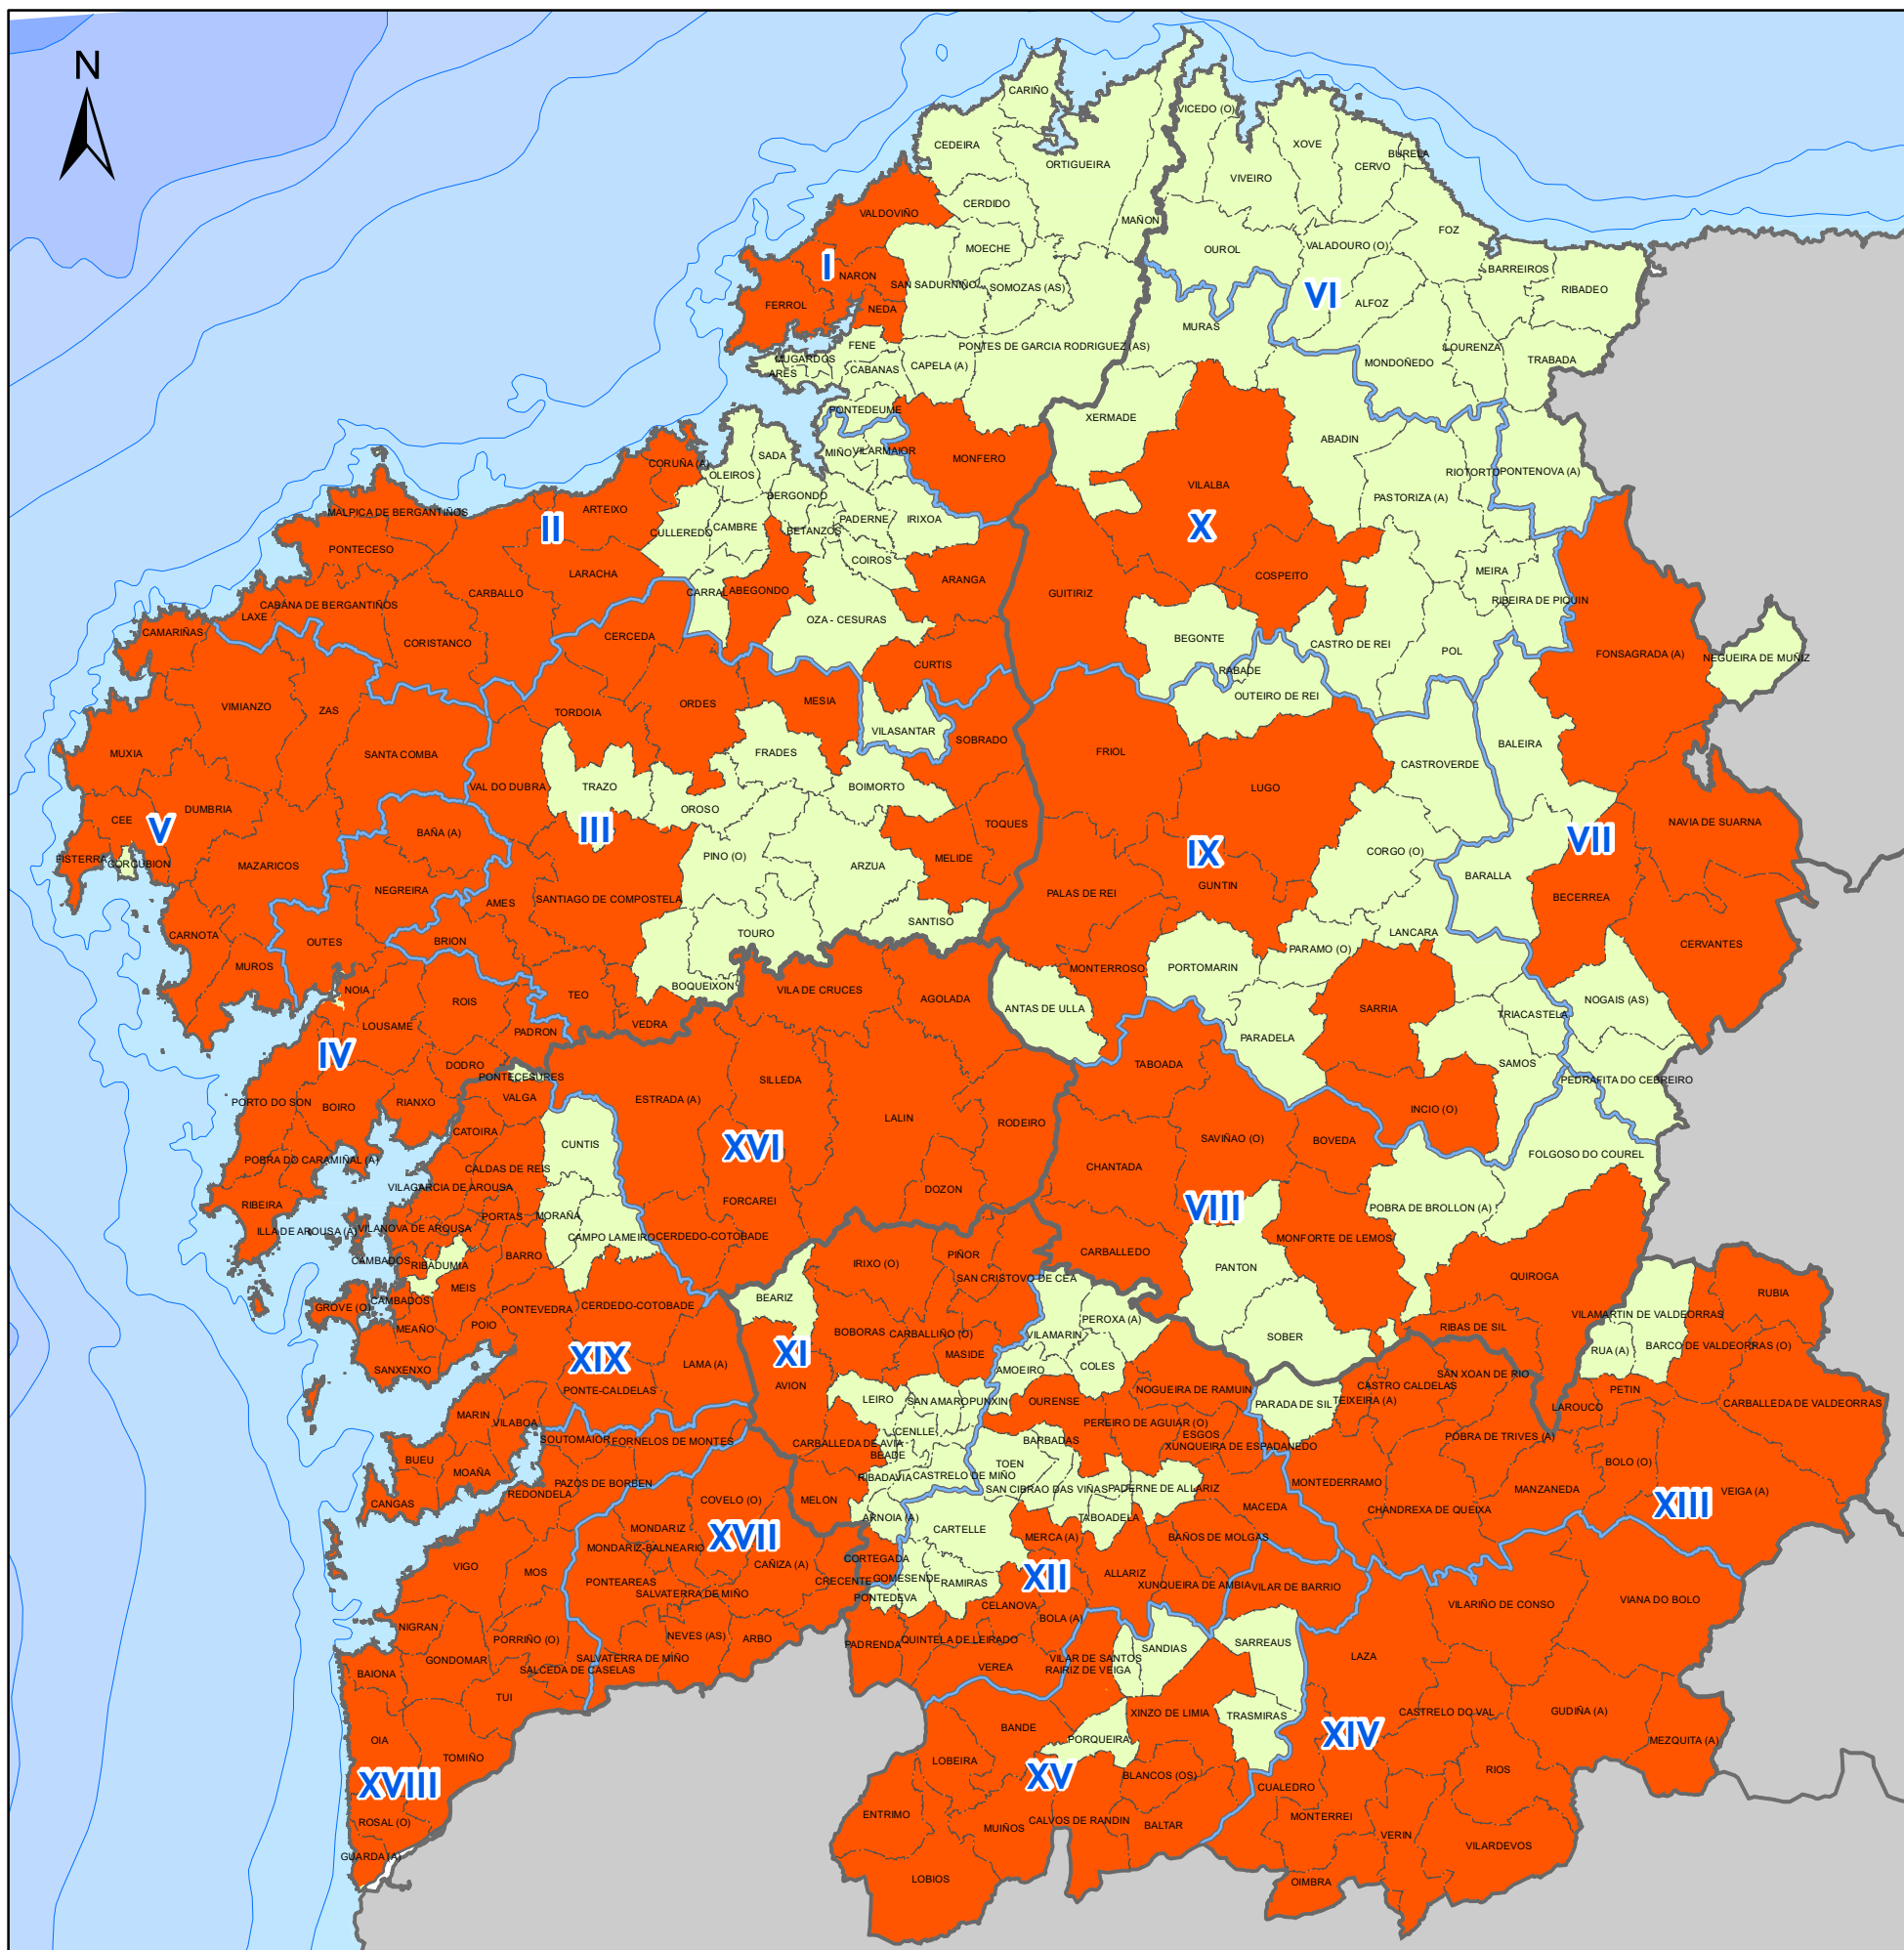 N
CARIÑO
VICEDO (O)
CEDEIRA
ORTIGUEIRA
XOVE
BURELA
CERVO
VIVEIRO
CERDIDO
VALDOVIÑO
MAÑON
FOZ
MOECHE
OUROL
VALADOURO (O)
I
NARON
BARREIROS
SAN SADURNIÑO
SOMOZAS (AS)
RIBADEO
VI
ALFOZ
FERROL
NEDA
MURAS
FENE
PONTES DE GARCIA RODRIGUEZ (AS)
LOURENZA
MUGARDOS
ARES
CABANAS
CAPELA (A)
MONDOÑEDO
TRABADA
PONTEDEUME
XERMADE
ABADIN
MIÑO
VILARMAIOR
SADA
MONFERO
CORUÑA (A)
OLEIROS
RIOTORTO
PONTENOVA (A)
VILALBA
BERGONDO
PASTORIZA (A)
MALPICA DE BERGANTIÑOS
ARTEIXO
II
X
CULLEREDO
CAMBRE
BETANZOS
PADERNE
IRIXOA
PONTECESO
COIROS
LARACHA
MEIRA
COSPEITO
ARANGA
CARRAL
ABEGONDO
GUITIRIZ
CARBALLO
CABANA DE BERGANTIÑOS
LAXE
RIBEIRA DE PIQUIN
OZA - CESURAS
CAMARIÑAS
CERCEDA
CORISTANCO
BEGONTE
CASTRO DE REI
POL
FONSAGRADA (A)
NEGUEIRA DE MUÑIZ
CURTIS
RABADE
OUTEIRO DE REI
VIMIANZO
ZAS
TORDOIA
ORDES
MESIA
VILASANTAR
SOBRADO
MUXIA
SANTA COMBA
FRADES
FRIOL
BALEIRA
CASTROVERDE
VAL DO DUBRA
TRAZO
BOIMORTO
LUGO
DUMBRIA
OROSO
CEE
V
III
TOQUES
NAVIA DE SUARNA
BAÑA (A)
VII
FISTERRA
CORCUBION
MAZARICOS
PINO (O)
ARZUA
MELIDE
IX
CORGO (O)
BARALLA
NEGREIRA
GUNTIN
PALAS DE REI
BECERREA
AMES
SANTIAGO DE COMPOSTELA
SANTISO
CARNOTA
OUTES
BRION
TOURO
LANCARA
CERVANTES
MUROS
PARAMO (O)
MONTERROSO
PORTOMARIN
BOQUEIXON
VILA DE CRUCES
NOIA
TEO
AGOLADA
ANTAS DE ULLA
ROIS
SARRIA
NOGAIS (AS)
TRIACASTELA
LOUSAME
VEDRA
PADRON
PARADELA
IV
DODRO
TABOADA
SAMOS
PONTECESURES
SILLEDA
PEDRAFITA DO CEBREIRO
VALGA
ESTRADA (A)
PORTO DO SON
BOIRO
RIANXO
LALIN
RODEIRO
INCIO (O)
CATOIRA
CUNTIS
XVI
SAVIÑAO (O)
BOVEDA
FOLGOSO DO COUREL
POBRA DO CARAMIÑAL (A)
CALDAS DE REIS
CHANTADA
VILAGARCIA DE AROUSA
DOZON
FORCAREI
RIBEIRA
PORTAS
MORAÑA
VIII
POBRA DE BROLLON (A)
ILLA DE AROUSA (A)
VILANOVA DE AROUSA
CAMPO LAMEIRO
CERDEDO-COTOBADE
MONFORTE DE LEMOS
CAMBADOS
RIBADUMIA
BARRO
IRIXO (O)
PIÑOR
CARBALLEDO
PANTON
MEIS
SAN CRISTOVO DE CEA
QUIROGA
CAMBADOS
BEARIZ
RUBIA
GROVE (O)
PONTEVEDRA
CERDEDO-COTOBADE
PEROXA (A)
VILAMARTIN DE VALDEORRAS
MEAÑO
POIO
BOBORAS
CARBALLIÑO (O)
VILAMARIN
SOBER
RIBAS DE SIL
XIX
XI
MASIDE
RUA (A)
BARCO DE VALDEORRAS (O)
SANXENXO
LAMA (A)
AMOEIRO
COLES
AVION
SAN XOAN DE RIO
CASTRO CALDELAS
PETIN
PONTE-CALDELAS
LEIRO
SAN AMARO
PUNXIN
OURENSE
NOGUEIRA DE RAMUIN
PARADA DE SIL
TEIXEIRA (A)
LAROUCO
CARBALLEDA DE VALDEORRAS
MARIN
VILABOA
PEREIRO DE AGUIAR (O)
CENLLE
ESGOS
POBRA DE TRIVES (A)
SOUTOMAIOR
FORNELOS DE MONTES
CARBALLEDA DE AVIA
BARBADAS
XUNQUEIRA DE ESPADANEDO
BEADE
BUEU
MOAÑA
TOEN
BOLO (O)
RIBADAVIA
CASTRELO DE MIÑO
PAZOS DE BORBEN
MONTEDERRAMO
MANZANEDA
REDONDELA
SAN CIBRAO DAS VIÑAS
PADERNE DE ALLARIZ
VEIGA (A)
CANGAS
COVELO (O)
MELON
MACEDA
CHANDREXA DE QUEIXA
XIII
ARNOIA (A)
TABOADELA
MONDARIZ
XVII
CARTELLE
MERCA (A)
BAÑOS DE MOLGAS
MONDARIZ-BALNEARIO
CORTEGADA
VIGO
MOS
CAÑIZA (A)
ALLARIZ
PONTEAREAS
CRECENTE
GOMESENDE
RAMIRAS
XII
XUNQUEIRA DE AMBIA
VILAR DE BARRIO
SALVATERRA DE MIÑO
PONTEDEVA
VIANA DO BOLO
CELANOVA
VILARIÑO DE CONSO
BOLA (A)
NIGRAN
PORRIÑO (O)
NEVES (AS)
ARBO
PADRENDA
QUINTELA DE LEIRADO
SANDIAS
SARREAUS
GONDOMAR
SALVATERRA DE MIÑO
VILAR DE SANTOS
LAZA
BAIONA
SALCEDA DE CASELAS
VEREA
RAIRIZ DE VEIGA
TUI
XINZO DE LIMIA
TRASMIRAS
CASTRELO DO VAL
GUDIÑA (A)
BANDE
XIV
OIA
PORQUEIRA
MEZQUITA (A)
TOMIÑO
LOBEIRA
XV
BLANCOS (OS)
RIOS
XVIII
CUALEDRO
ENTRIMO
MONTERREI
ROSAL (O)
MUIÑOS
CALVOS DE RANDIN
BALTAR
VERIN
VILARDEVOS
GUARDA (A)
LOBIOS
OIMBRA